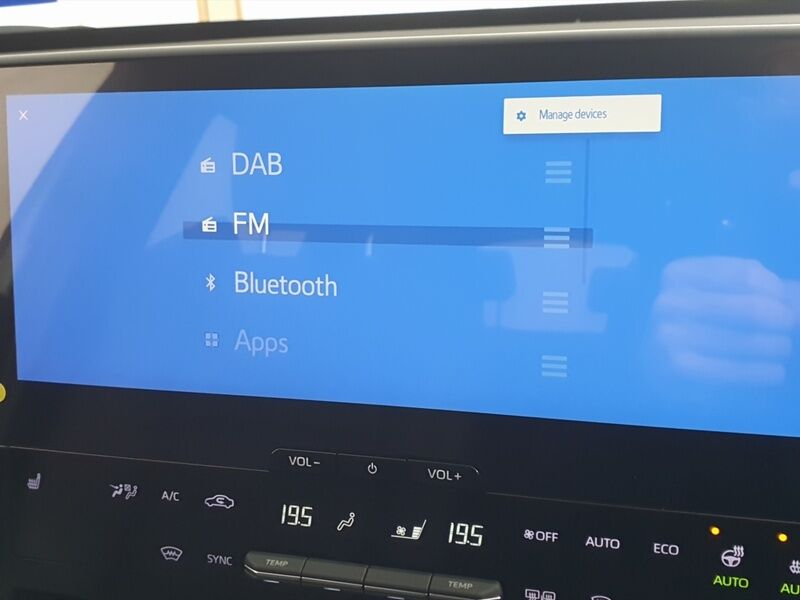 Manage devices
DAB
FM
Bluetooth
Apps
VOL− VOL+
A/C 19.5 19.5 OFF AUTO ECO
SYNC TEMP TEMP AUTO